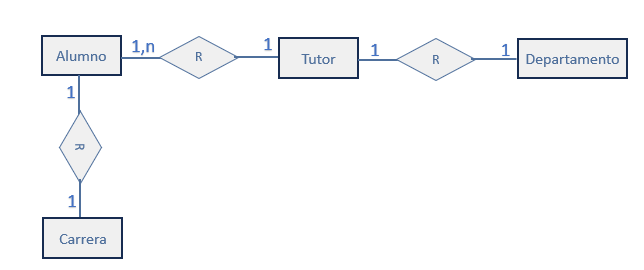 1,n
1
1
1
Alumno
R
Tutor
R
Departamento
1
R
1
Carrera